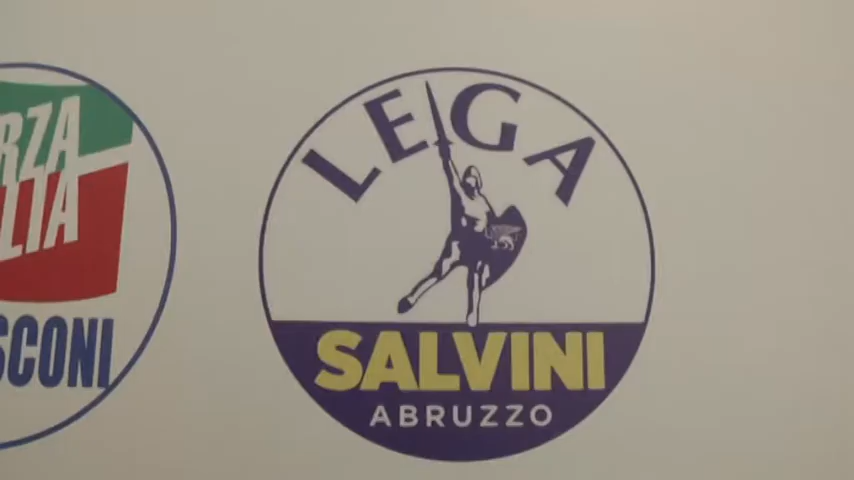 RZA
LIA
SCONI
LEGA
SALVINI
ABRUZZO